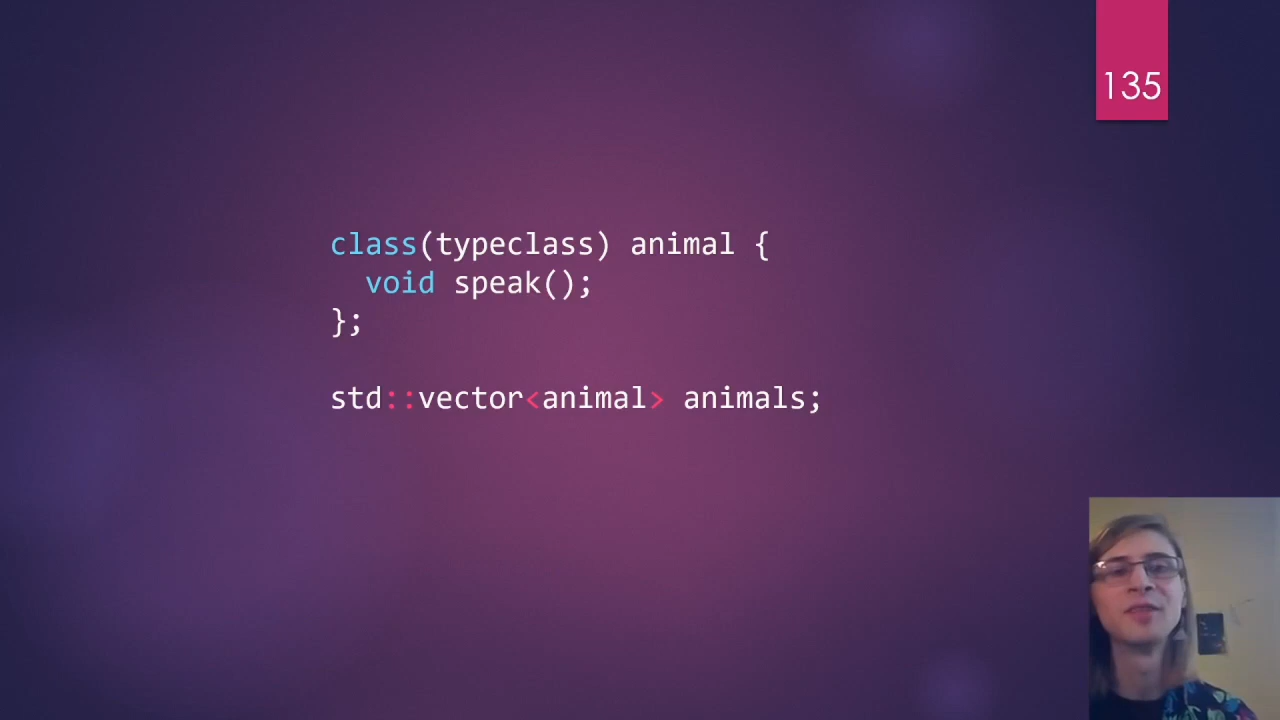 135
class(typeclass) animal {
  void speak();
};
std::vector<animal> animals;